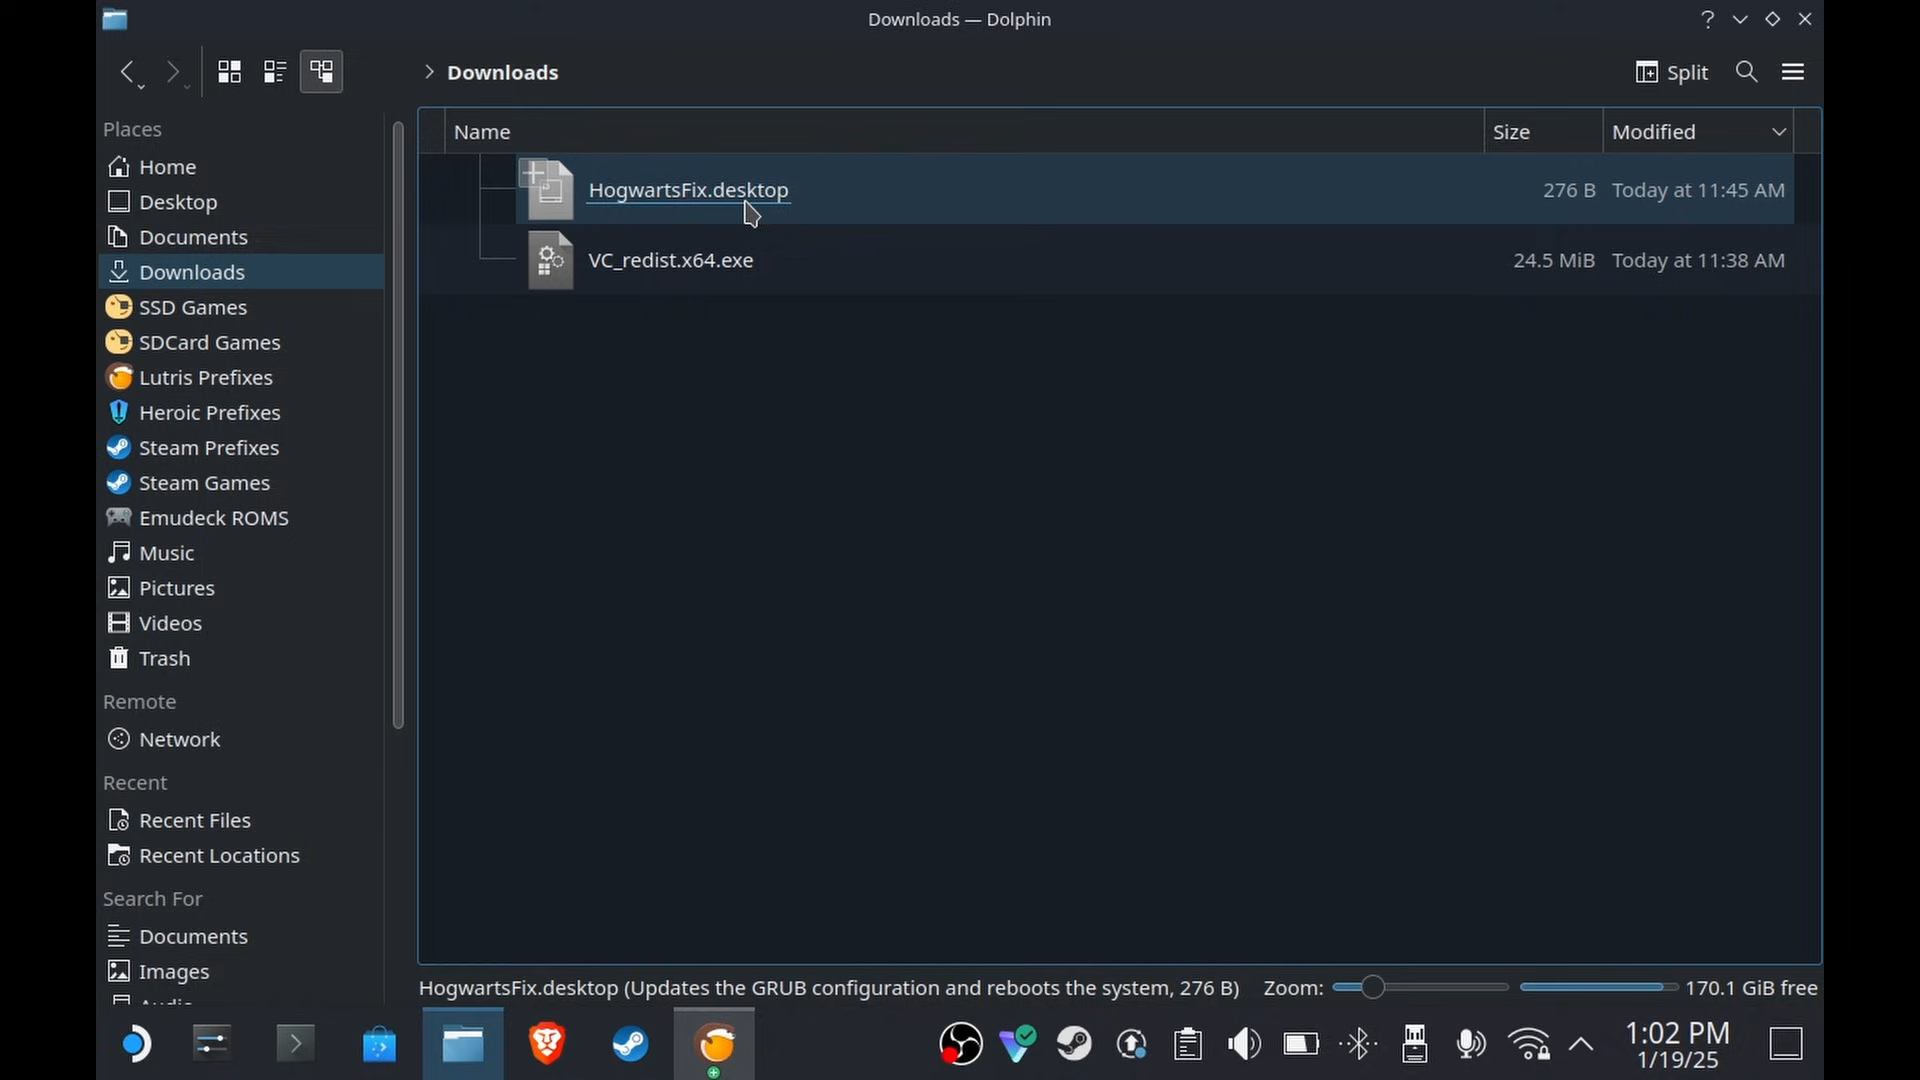 Downloads — Dolphin
Downloads
Split
Places
Home
Desktop
Documents
Downloads
SSD Games
SDCard Games
Lutris Prefixes
Heroic Prefixes
Steam Prefixes
Steam Games
Emudeck ROMS
Music
Pictures
Videos
Trash
Remote
Network
Recent
Recent Files
Recent Locations
Search For
Documents
Images
Audio
Name Size Modified
HogwartsFix.desktop 276 B Today at 11:45 AM
VC_redist.x64.exe 24.5 MiB Today at 11:38 AM
HogwartsFix.desktop (Updates the GRUB configuration and reboots the system, 276 B) Zoom: 170.1 GiB free
1:02 PM
1/19/25